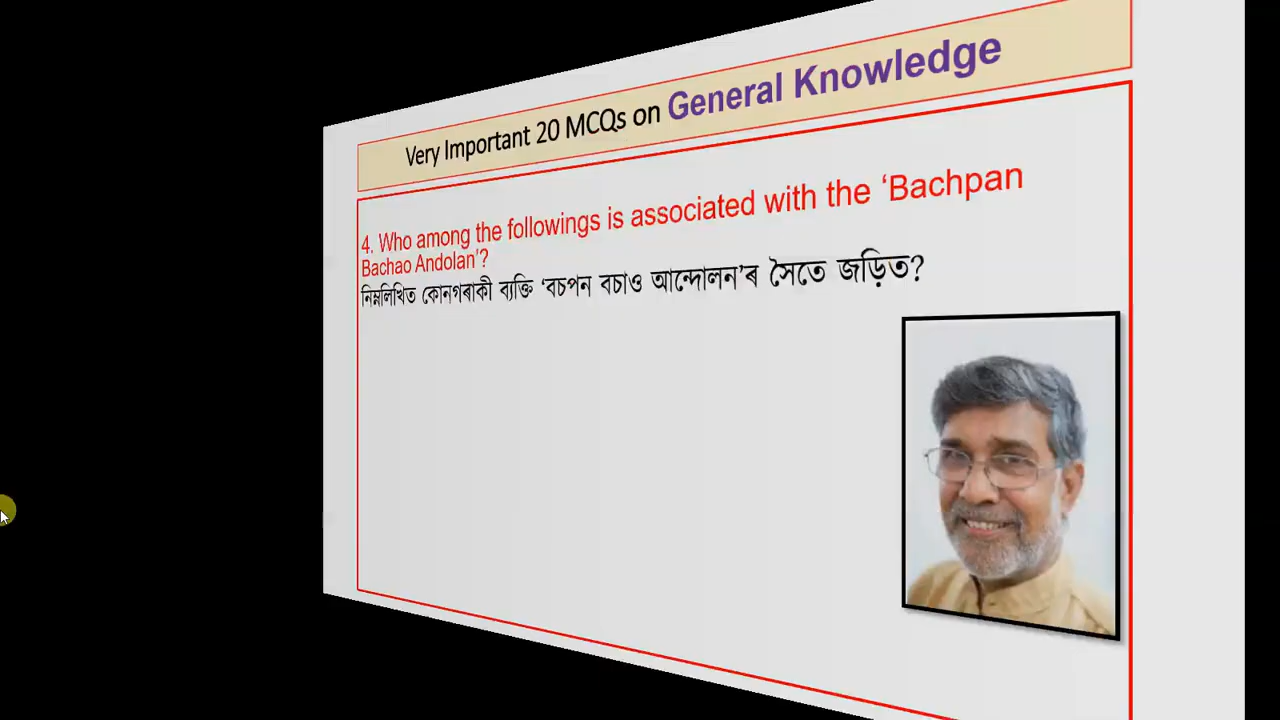 Very Important 20 MCQs on General Knowledge
4. Who among the followings is associated with the ‘Bachpan
Bachao Andolan’?
নিম্নলিখিত কোনগৰাকী ব্যক্তি ‘বচপন বচাও আন্দোলন’ৰ সৈতে জড়িত?